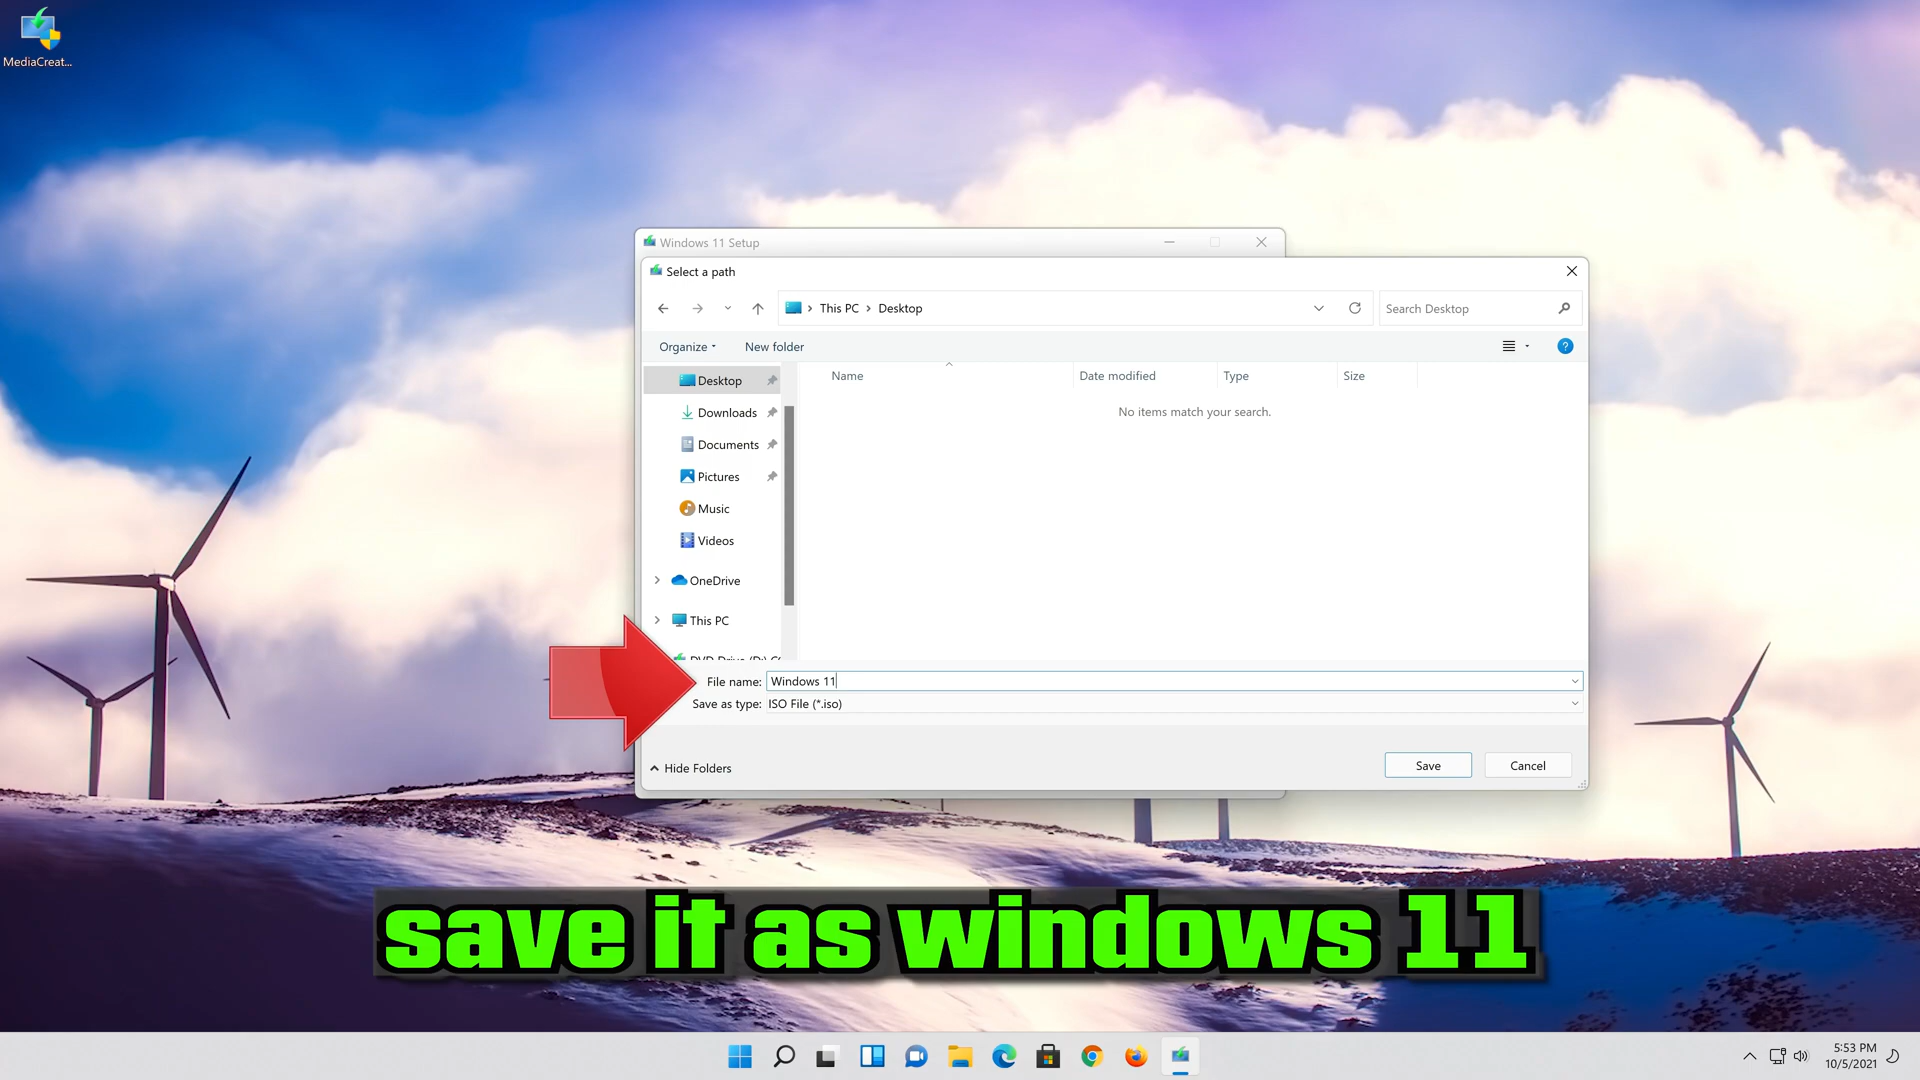 MediaCreat...
Windows 11 Setup
Select a path
This PC > Desktop
Search Desktop
Organize
New folder
Name
Date modified
Type
Size
No items match your search.
Desktop
Downloads
Documents
Pictures
Music
Videos
OneDrive
This PC
File name: Windows 11
Save as type: ISO File (*.iso)
Hide Folders
Save
Cancel
save it as windows 11
5:53 PM
10/5/2021